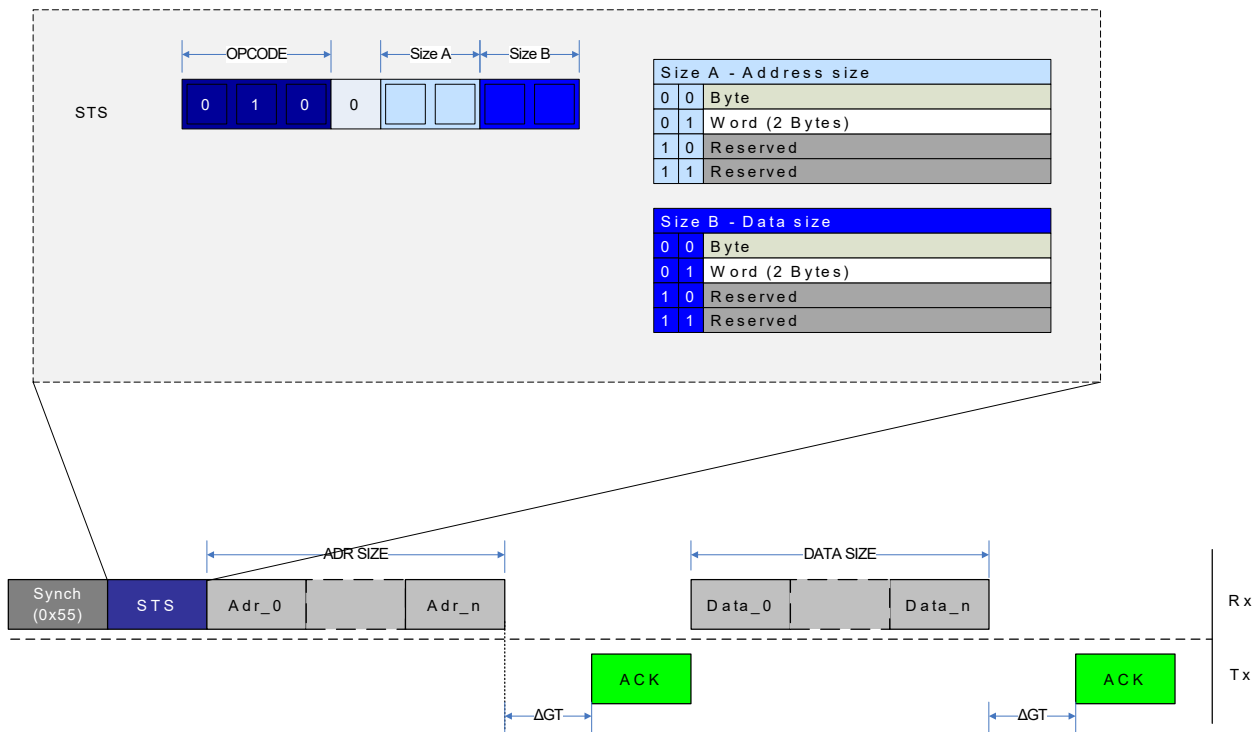 OPCODE Size A Size B
STS 0 1 0 0
Size A - Address size
0 0 Byte
0 1 Word (2 Bytes)
1 0 Reserved
1 1 Reserved
Size B - Data size
0 0 Byte
0 1 Word (2 Bytes)
1 0 Reserved
1 1 Reserved
ADR SIZE DATA SIZE
Synch
(0x55) STS Adr_0 Adr_n Data_0 Data_n Rx
ACK ACK Tx
ΔGT ΔGT